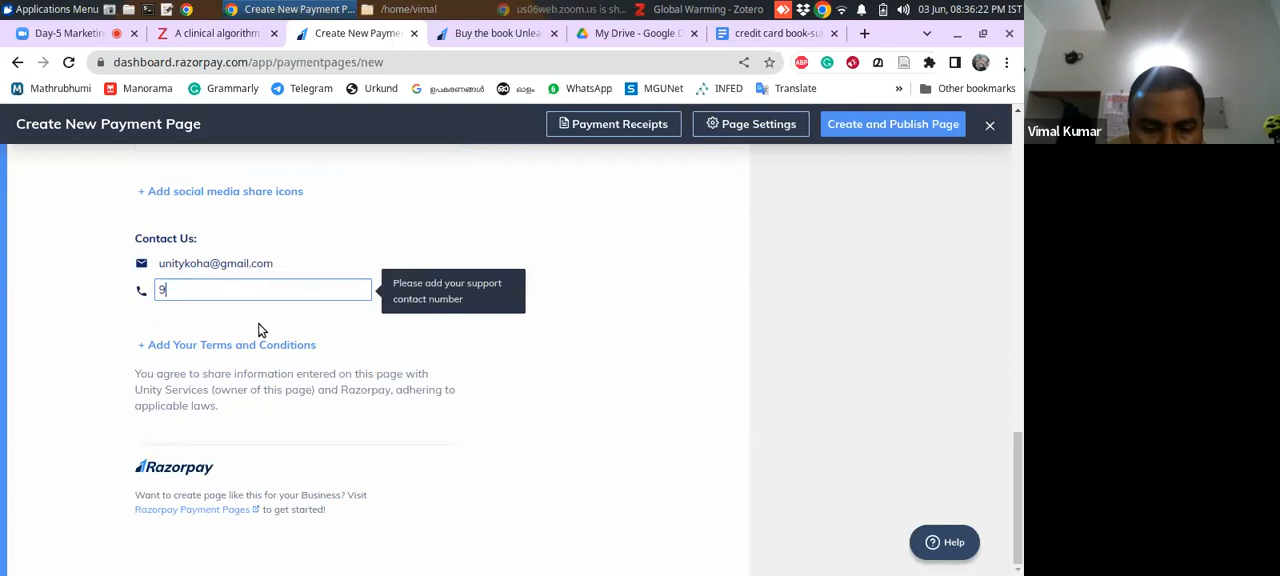 Applications Menu
Create New Payment P...
/home/vimal
us06web.zoom.us is sh...
Global Warming - Zotero
03 Jun, 08:36:22 PM IST
Day-5 Marketin
A clinical algorithm
Create New Payme
Buy the book Unlea
My Drive - Google D
credit card book-sui
dashboard.razorpay.com/app/paymentpages/new
Mathrubhumi
Manorama
Grammarly
Telegram
Urkund
ഉപകരണങ്ങൾ
ഓളം
WhatsApp
MGUNet
INFED
Translate
»
Other bookmarks
Create New Payment Page
Payment Receipts
Page Settings
Create and Publish Page
+ Add social media share icons
Contact Us:
unitykoha@gmail.com
9
Please add your support
contact number
+ Add Your Terms and Conditions
You agree to share information entered on this page with
Unity Services (owner of this page) and Razorpay, adhering to
applicable laws.
Razorpay
Want to create page like this for your Business? Visit
Razorpay Payment Pages to get started!
Help
Vimal Kumar